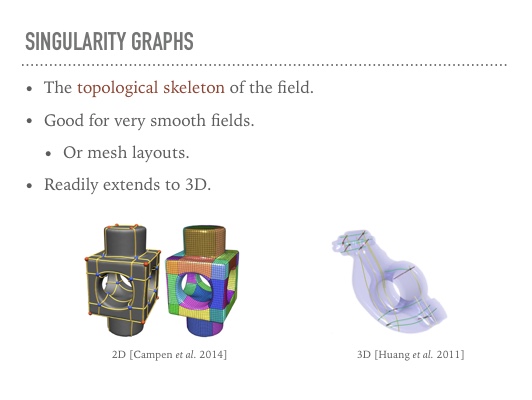 SINGULARITY GRAPHS
• The topological skeleton of the field.
• Good for very smooth fields.
• Or mesh layouts.
• Readily extends to 3D.
2D [Campen et al. 2014]
3D [Huang et al. 2011]